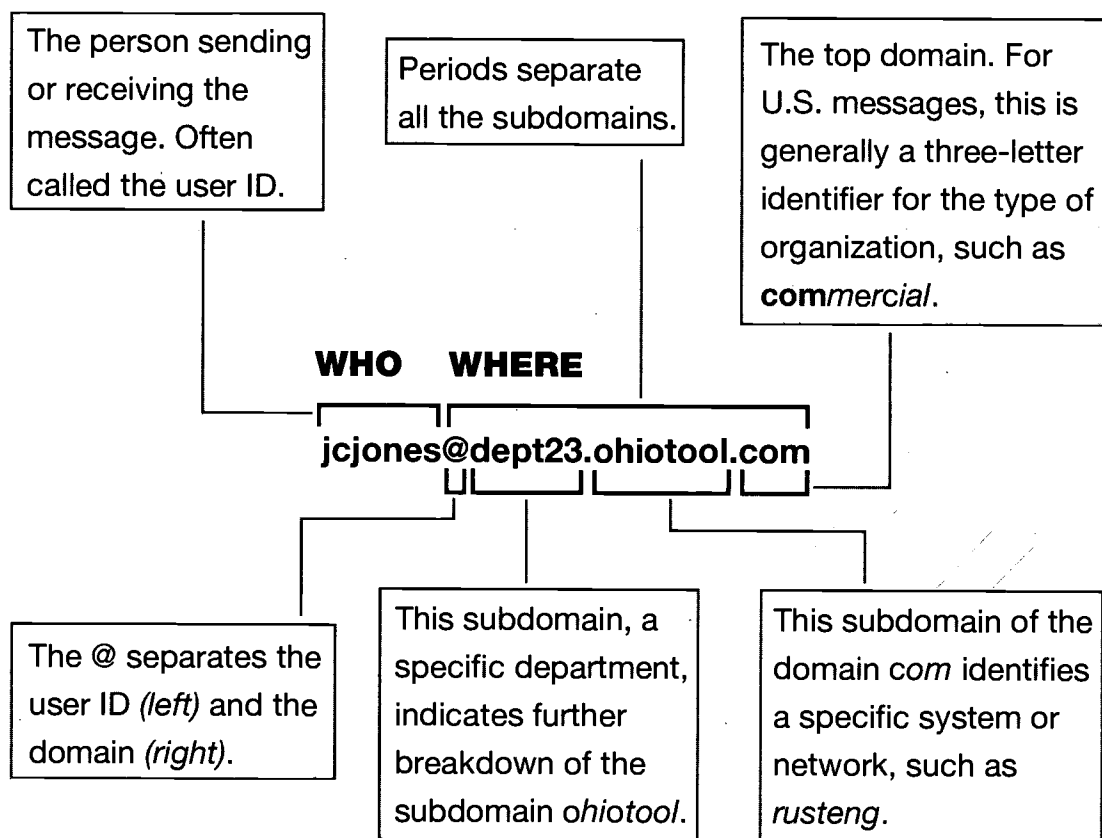 The person sending
or receiving the
message. Often
called the user ID.
Periods separate
all the subdomains.
The top domain. For
U.S. messages, this is
generally a three-letter
identifier for the type of
organization, such as
commercial.
WHO WHERE
jcjones@dept23.ohiotool.com
The @ separates the
user ID (left) and the
domain (right).
This subdomain, a
specific department,
indicates further
breakdown of the
subdomain ohiotool.
This subdomain of the
domain com identifies
a specific system or
network, such as
rusteng.